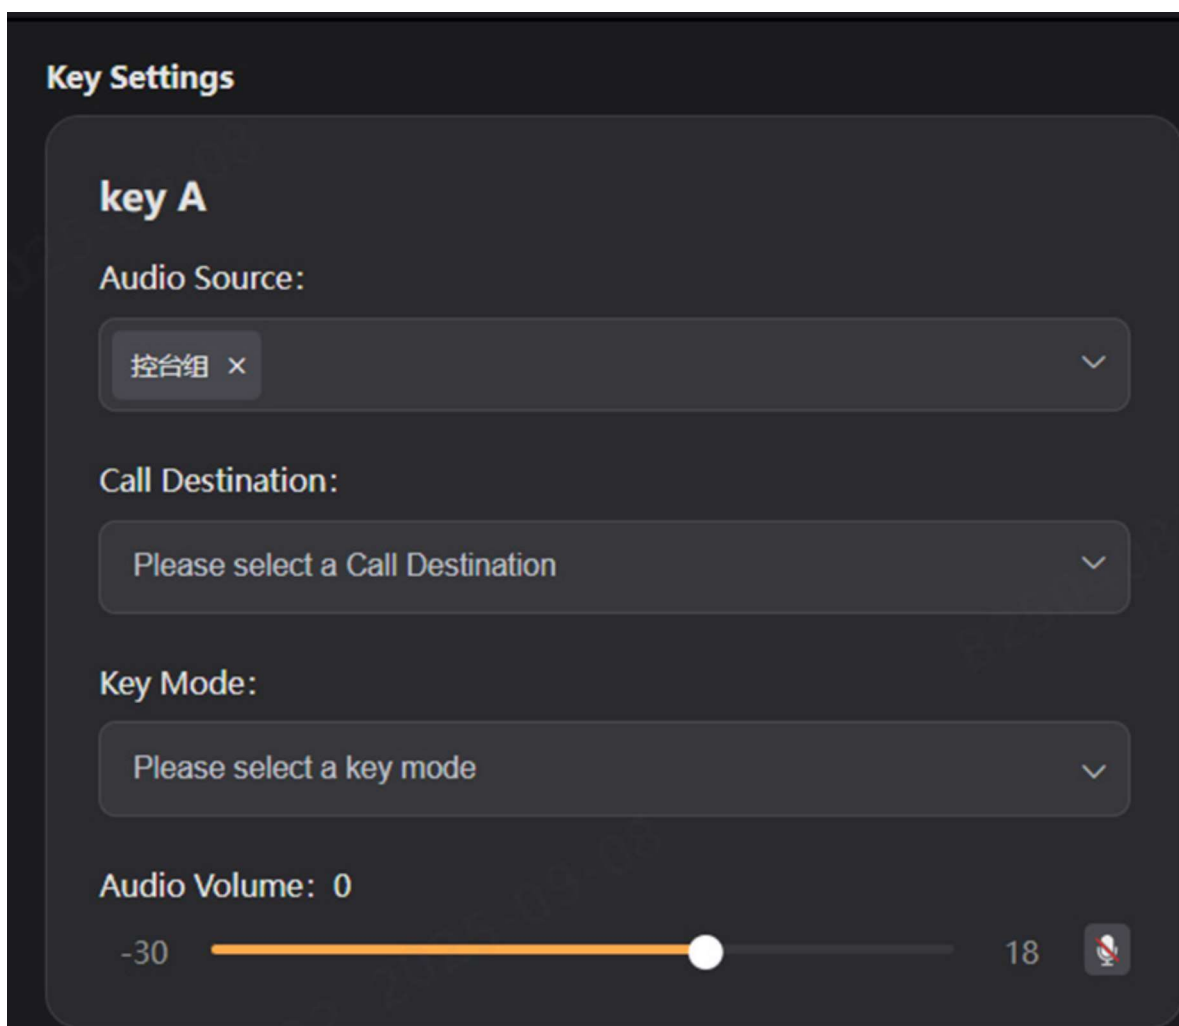 Key Settings
key A
Audio Source：
控台组 ×
Call Destination：
Please select a Call Destination
Key Mode：
Please select a key mode
Audio Volume：0
-30 18